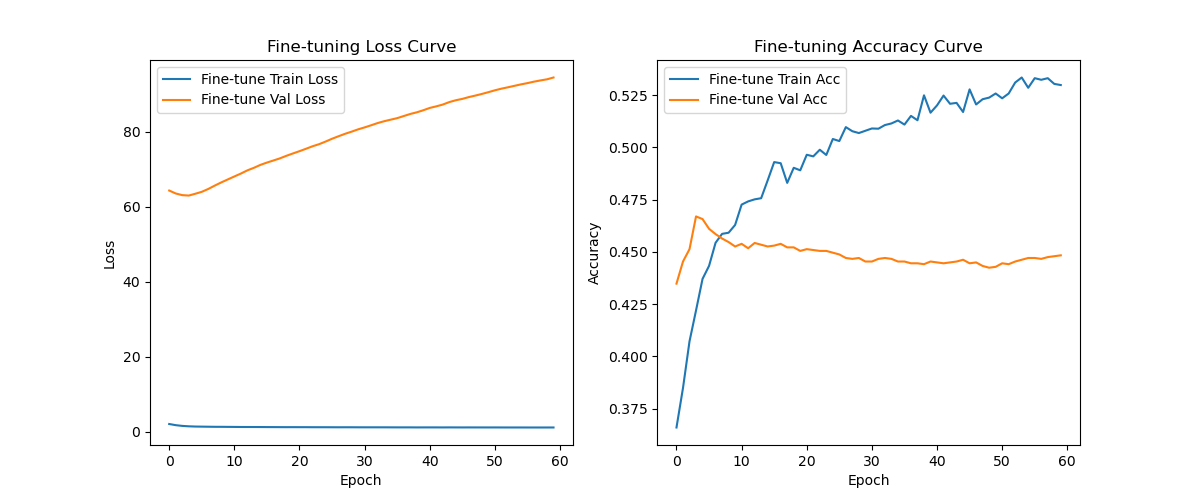 Fine-tuning Loss Curve
Fine-tune Train Loss
Fine-tune Val Loss
80
60
40
20
0
Loss
0 10 20 30 40 50 60
Epoch
Fine-tuning Accuracy Curve
Fine-tune Train Acc
Fine-tune Val Acc
0.525
0.500
0.475
0.450
0.425
0.400
0.375
Accuracy
0 10 20 30 40 50 60
Epoch